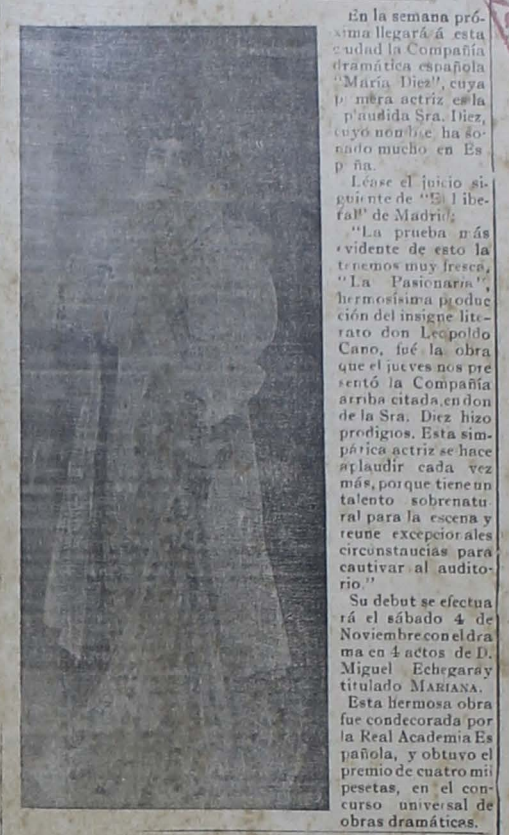 En la semana pró-
xima llegará á esta
ciudad la Compañía
dramática española
"María Diez", cuya
primera actriz es la
aplaudida Sra. Diez,
cuyo nombre, ha so-
nado mucho en Es
paña.
Léase el juicio si-
guiente de "El Libe-
ral" de Madrid:
"La prueba más
evidente de esto la
tenemos muy fresca,
"La Pasionaria",
hermosísima produc
ción del insigne lite-
rato don Leopoldo
Cano, fué la obra
que el jueves nos pre
sentó la Compañía
arriba citada, en don
de la Sra. Diez hizo
prodigios. Esta sim-
pática actriz se hace
aplaudir cada vez
más, porque tiene un
talento sobrenatu-
ral para la escena y
reune excepcionales
circunstancias para
cautivar al audito-
rio."
Su debut se efectua
rá el sábado 4 de
Noviembre con el dra
ma en 4 actos de D.
Miguel Echegaray
titulado MARIANA.
Esta hermosa obra
fue condecorada por
la Real Academia Es
pañola, y obtuvo el
premio de cuatro mil
pesetas, en el con-
curso universal de
obras dramáticas.